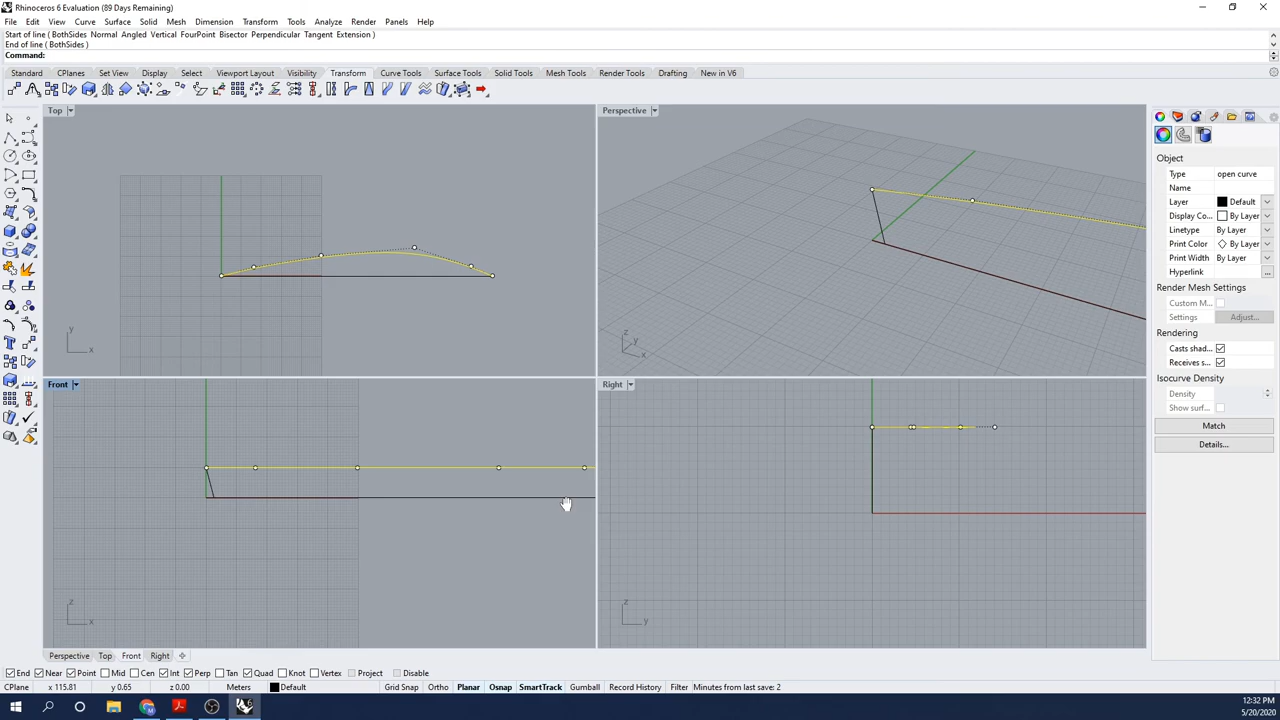 Rhinoceros 6 Evaluation (89 Days Remaining)
File Edit View Curve Surface Solid Mesh Dimension Transform Tools Analyze Render Panels Help
Start of line ( BothSides Normal Angled Vertical FourPoint Bisector Perpendicular Tangent Extension )
End of line ( BothSides )
Command:
Standard CPlanes Set View Display Select Viewport Layout Visibility Transform Curve Tools Surface Tools Solid Tools Mesh Tools Render Tools Drafting New in V6
Top
Perspective
Object
Type open curve
Name
Layer Default
Display Co... By Layer
Linetype By Layer
Print Color By Layer
Print Width By Layer
Hyperlink ...
Render Mesh Settings
Custom M...
Settings Adjust...
Rendering
Casts shad...
Receives s...
Isocurve Density
Density
Show surf...
Match
Details...
y
x
z
y
x
Front
Right
z
x
z
y
Perspective Top Front Right
End Near Point Mid Cen Int Perp Tan Quad Knot Vertex Project Disable
CPlane x 115.81 y 0.65 z 0.00 Meters Default Grid Snap Ortho Planar Osnap SmartTrack Gumball Record History Filter Minutes from last save: 2
12:32 PM
5/20/2020